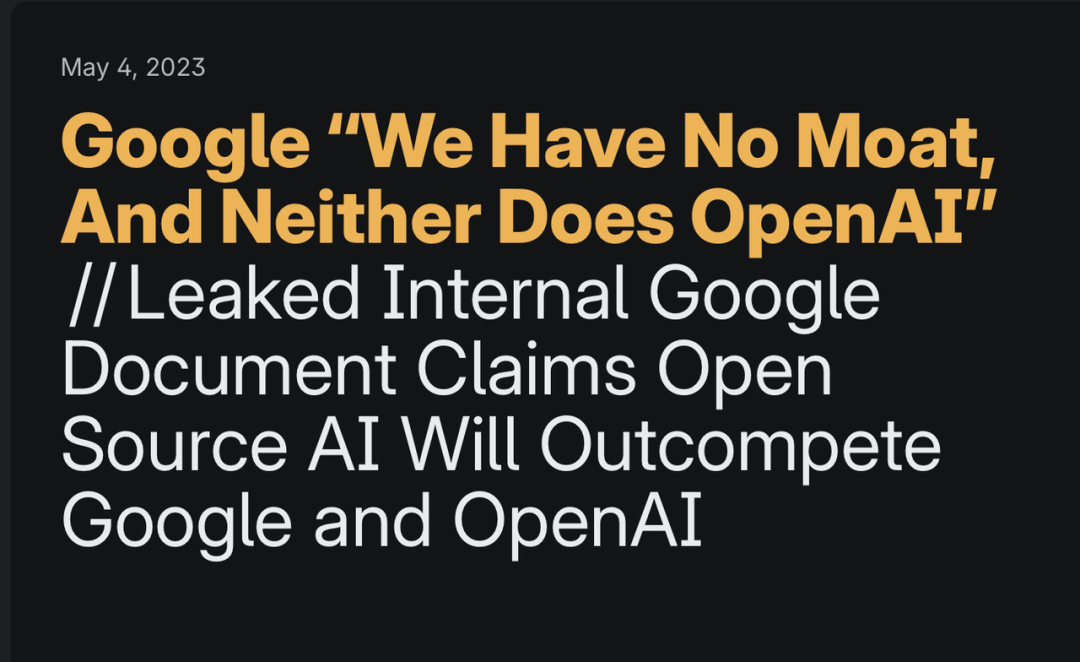 May 4, 2023
Google “We Have No Moat,
And Neither Does OpenAI”
//Leaked Internal Google
Document Claims Open
Source AI Will Outcompete
Google and OpenAI